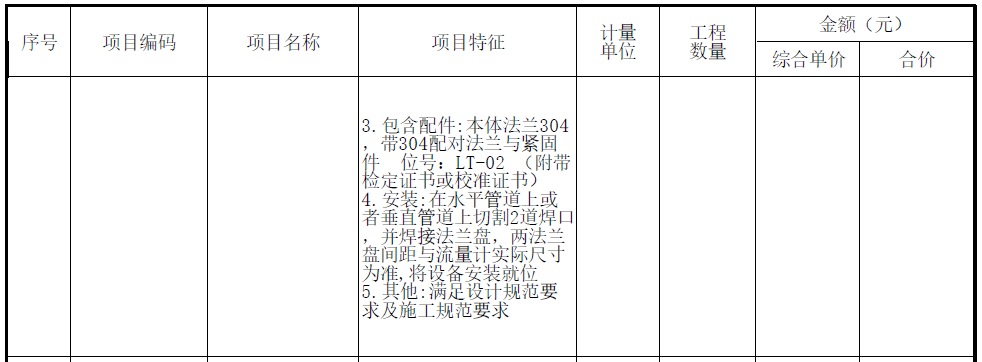 序号 项目编码 项目名称 项目特征 计量单位 工程数量 金额（元）
综合单价 合价
3.包含配件:本体法兰304
，带304配对法兰与紧固
件 位号：LT-02 （附带
检定证书或校准证书）
4.安装:在水平管道上或
者垂直管道上切割2道焊口
，并焊接法兰盘，两法兰
盘间距与流量计实际尺寸
为准,将设备安装就位
5.其他:满足设计规范要
求及施工规范要求